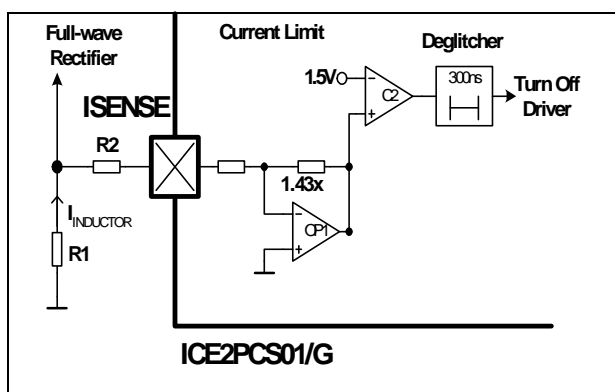 Full-wave
Rectifier
Current Limit
Deglitcher
1.5V
C2
300ns
Turn Off
Driver
ISENSE
R2
1.43x
IINDUCTOR
OP1
R1
ICE2PCS01/G
−
+
−
+